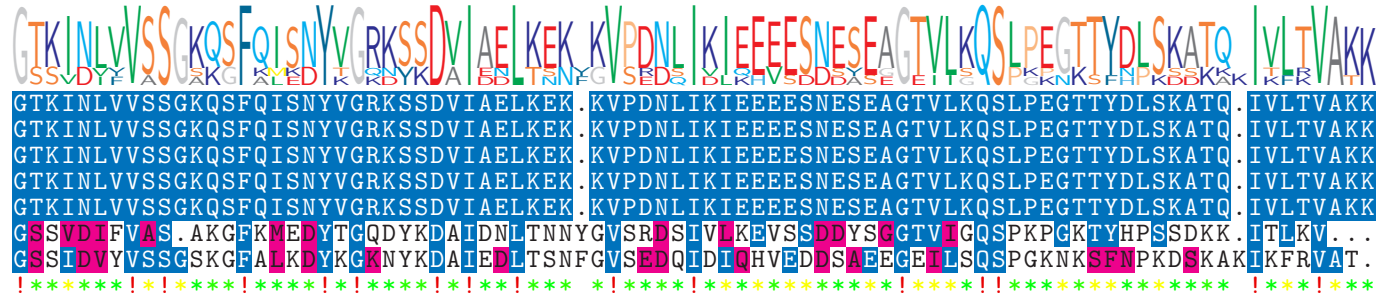 GTKINLVVSSGKQSFQISNYVGRKSSDVIAELKEK.KVPDNLIKIEEEESNESEAGTVLKQSLPEGTTYDLSKATQ.IVLTVAKK
GTKINLVVSSGKQSFQISNYVGRKSSDVIAELKEK.KVPDNLIKIEEEESNESEAGTVLKQSLPEGTTYDLSKATQ.IVLTVAKK
GTKINLVVSSGKQSFQISNYVGRKSSDVIAELKEK.KVPDNLIKIEEEESNESEAGTVLKQSLPEGTTYDLSKATQ.IVLTVAKK
GTKINLVVSSGKQSFQISNYVGRKSSDVIAELKEK.KVPDNLIKIEEEESNESEAGTVLKQSLPEGTTYDLSKATQ.IVLTVAKK
GTKINLVVSSGKQSFQISNYVGRKSSDVIAELKEK.KVPDNLIKIEEEESNESEAGTVLKQSLPEGTTYDLSKATQ.IVLTVAKK
GSSVDIFVAS.AKGFKMEDYTGQDYKDAIDNLTNNYGVSRDSIVLKEVSSDDYSGGTVIGQSPKPGKTYHPSSDKK.ITLKV...
GSSIDVYVSSGSKGFALKDYKGKNYKDAIEDLTSNFGVSEDQIDIQHVEDDSAEEGEILSQSPGKNKSFNPKDSKAKIKFRVAT.
!******!*!****!****!*!****!*!**!*** *!****!************!****!!************** !***!***